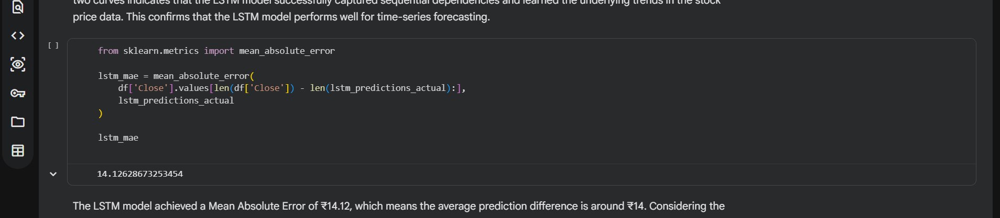 two curves indicates that the LSTM model successfully captured sequential dependencies and learned the underlying trends in the stock
price data. This confirms that the LSTM model performs well for time-series forecasting.
[ ]
from sklearn.metrics import mean_absolute_error
lstm_mae = mean_absolute_error(
    df['Close'].values[len(df['Close']) - len(lstm_predictions_actual):],
    lstm_predictions_actual
)
lstm_mae
14.12628673253454
The LSTM model achieved a Mean Absolute Error of ₹14.12, which means the average prediction difference is around ₹14. Considering the